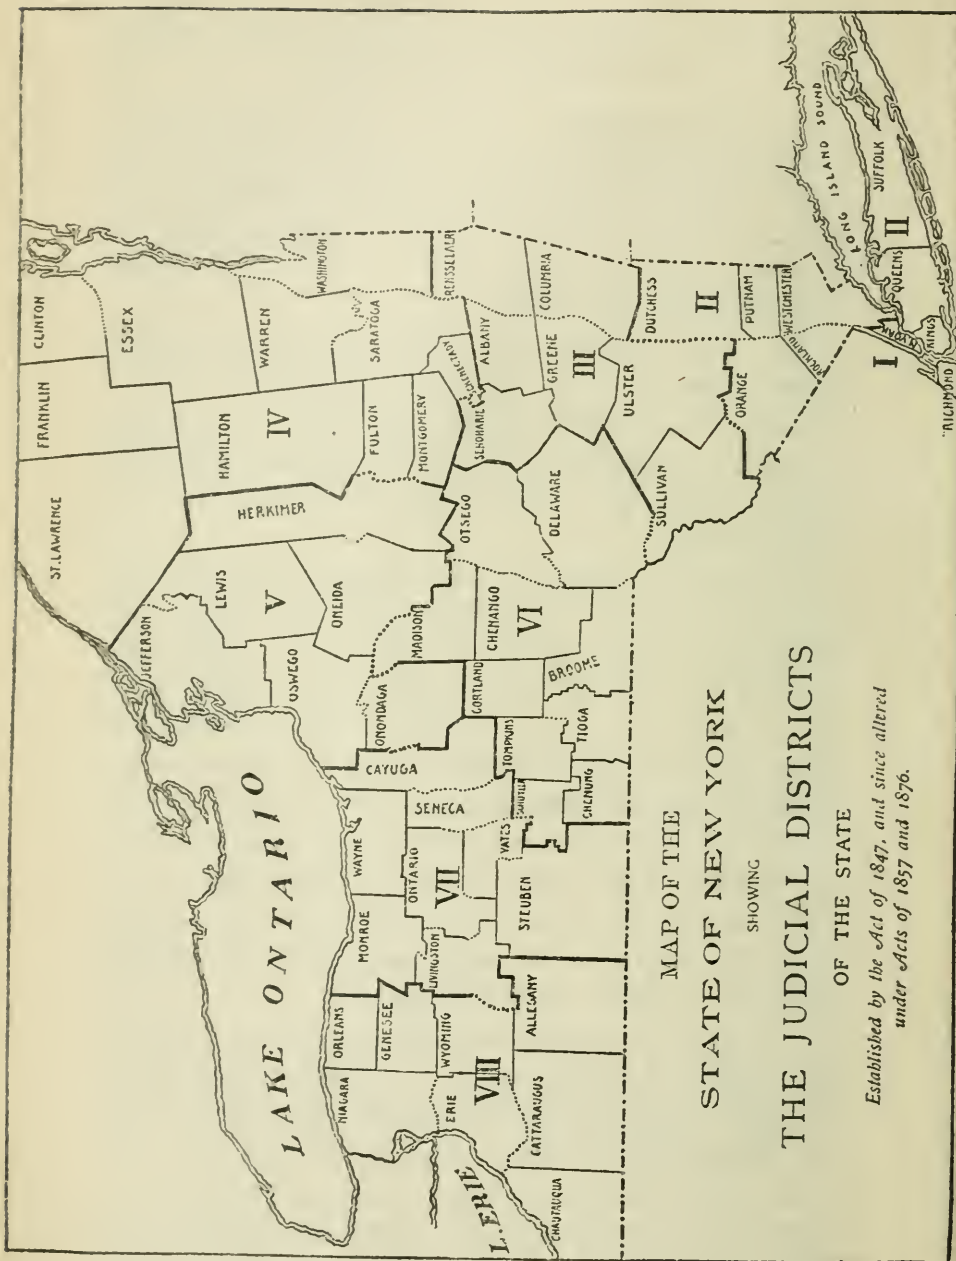 CLINTON
FRANKLIN
ST. LAWRENCE
ESSEX
WARREN
WASHINGTON
HAMILTON
IV
HERKIMER
SARATOGA
FULTON
MONTGOMERY
SCHENECTADY
RENSSELAER
JEFFERSON
LEWIS
V
ONEIDA
OSWEGO
MADISON
ONONDAGA
LAKE ONTARIO
CAYUGA
WAYNE
MONROE
ORLEANS
NIAGARA
GENESEE
ONTARIO
SENECA
VII
YATES
LIVINGSTON
WYOMING
ERIE
VIII
L. ERIE
CHAUTAUQUA
CATTARAUGUS
ALLEGANY
STEUBEN
SCHUYLER
CHEMUNG
TOMPKINS
TIOGA
CORTLAND
BROOME
CHENANGO
VI
OTSEGO
DELAWARE
SCHOHARIE
ALBANY
GREENE
COLUMBIA
III
ULSTER
SULLIVAN
ORANGE
DUTCHESS
II
PUTNAM
WESTCHESTER
ROCKLAND
I
N. YORK
KINGS
RICHMOND
QUEENS
II
SUFFOLK
LONG ISLAND SOUND
MAP OF THE
STATE OF NEW YORK
SHOWING
THE JUDICIAL DISTRICTS
OF THE STATE
Established by the Act of 1847, and since altered
under Acts of 1857 and 1876.